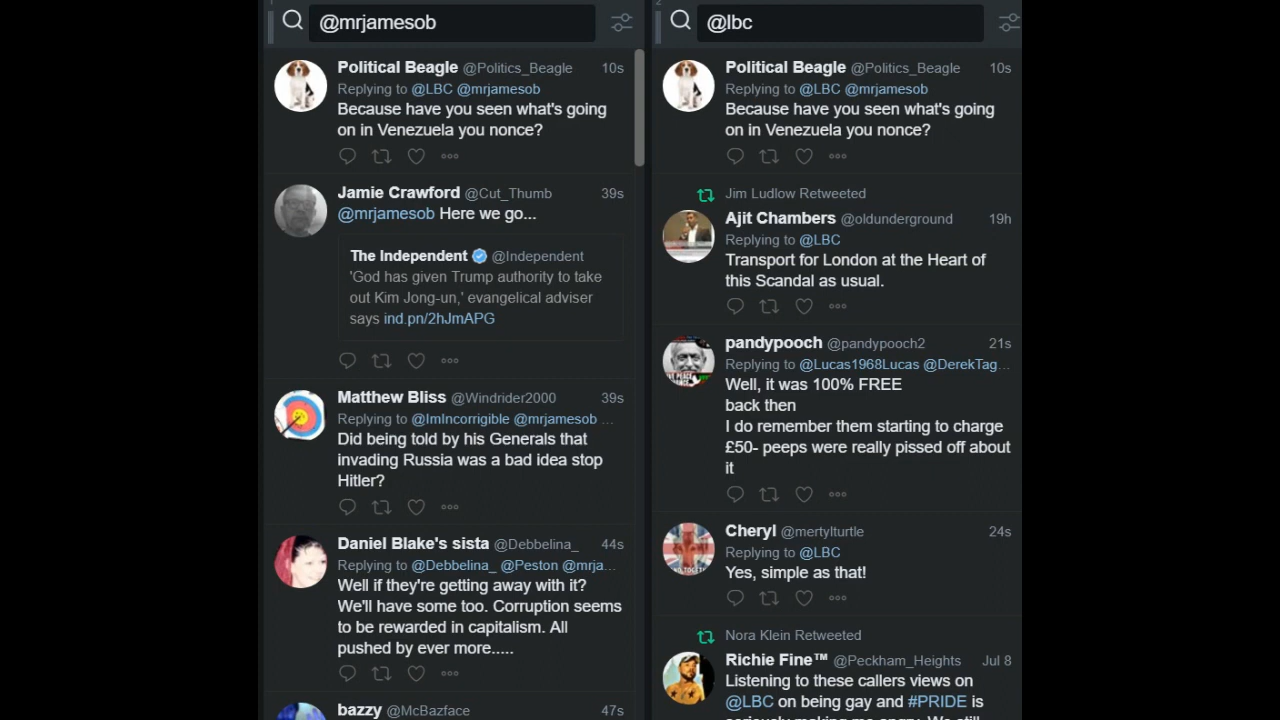 @mrjamesob
Political Beagle @Politics_Beagle 10s
Replying to @LBC @mrjamesob
Because have you seen what's going
on in Venezuela you nonce?
Jamie Crawford @Cut_Thumb 39s
@mrjamesob Here we go...
The Independent @Independent
'God has given Trump authority to take
out Kim Jong-un,' evangelical adviser
says ind.pn/2hJmAPG
Matthew Bliss @Windrider2000 39s
Replying to @ImIncorrigible @mrjamesob ...
Did being told by his Generals that
invading Russia was a bad idea stop
Hitler?
Daniel Blake's sista @Debbelina_ 44s
Replying to @Debbelina_ @Peston @mrja...
Well if they're getting away with it?
We'll have some too. Corruption seems
to be rewarded in capitalism. All
pushed by ever more.....
bazzy @McBazface 47s
2
@lbc
Political Beagle @Politics_Beagle 10s
Replying to @LBC @mrjamesob
Because have you seen what's going
on in Venezuela you nonce?
Jim Ludlow Retweeted
Ajit Chambers @oldunderground 19h
Replying to @LBC
Transport for London at the Heart of
this Scandal as usual.
pandypooch @pandypooch2 21s
Replying to @Lucas1968Lucas @DerekTag...
Well, it was 100% FREE
back then
I do remember them starting to charge
£50- peeps were really pissed off about
it
Cheryl @mertylturtle 24s
Replying to @LBC
Yes, simple as that!
Nora Klein Retweeted
Richie Fine™ @Peckham_Heights Jul 8
Listening to these callers views on
@LBC on being gay and #PRIDE is
seriously making me angry. We still